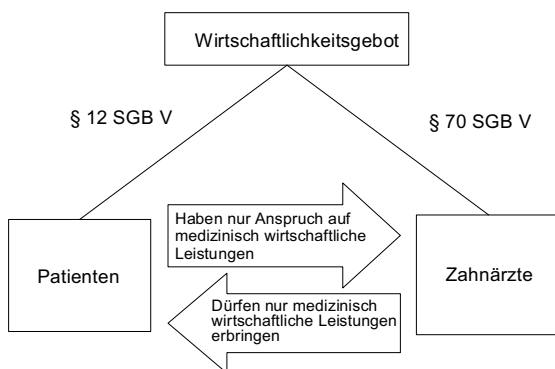 Wirtschaftlichkeitsgebot
§ 12 SGB V
§ 70 SGB V
Haben nur Anspruch auf
medizinisch wirtschaftliche
Leistungen
Patienten
Zahnärzte
Dürfen nur medizinisch
wirtschaftliche Leistungen
erbringen